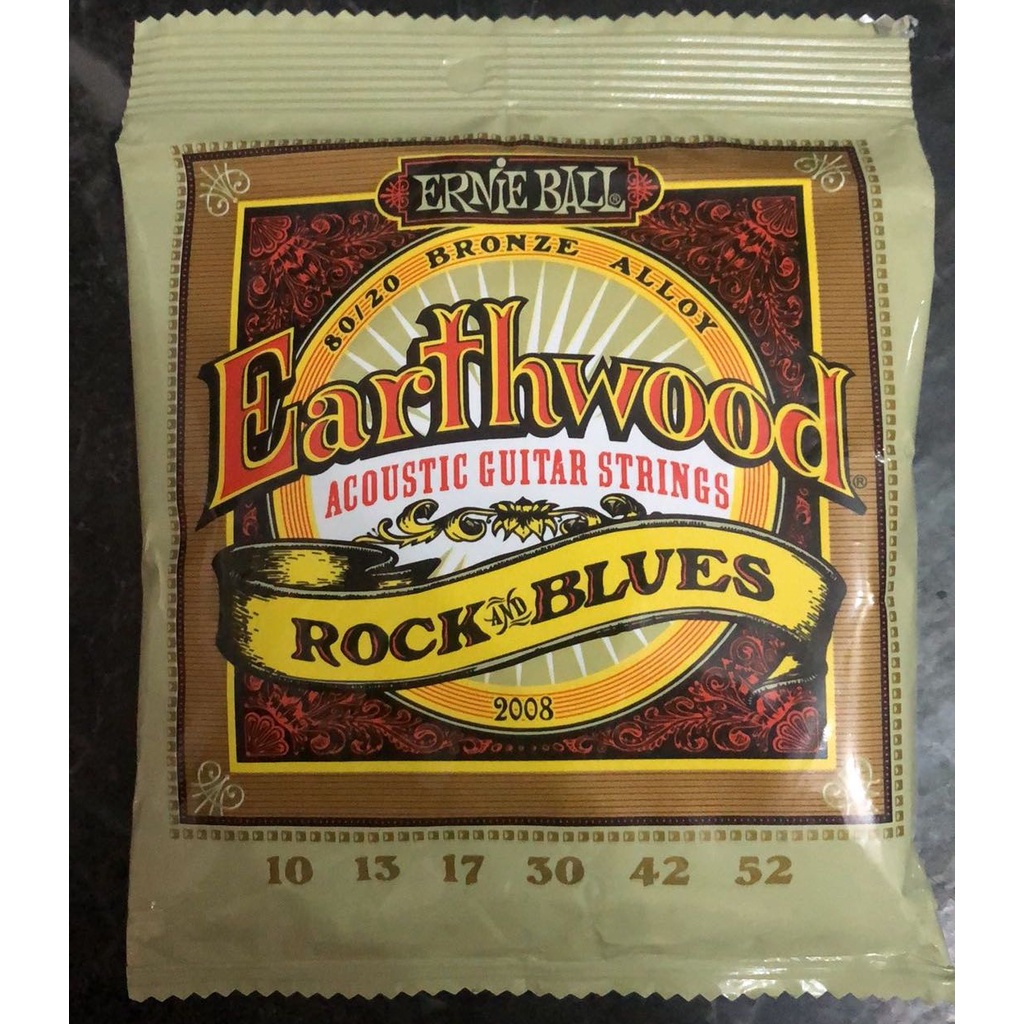 ERNIE BALL®
80/20 BRONZE ALLOY
Earthwood®
ACOUSTIC GUITAR STRINGS
ROCK AND BLUES
2008
10 13 17 30 42 52